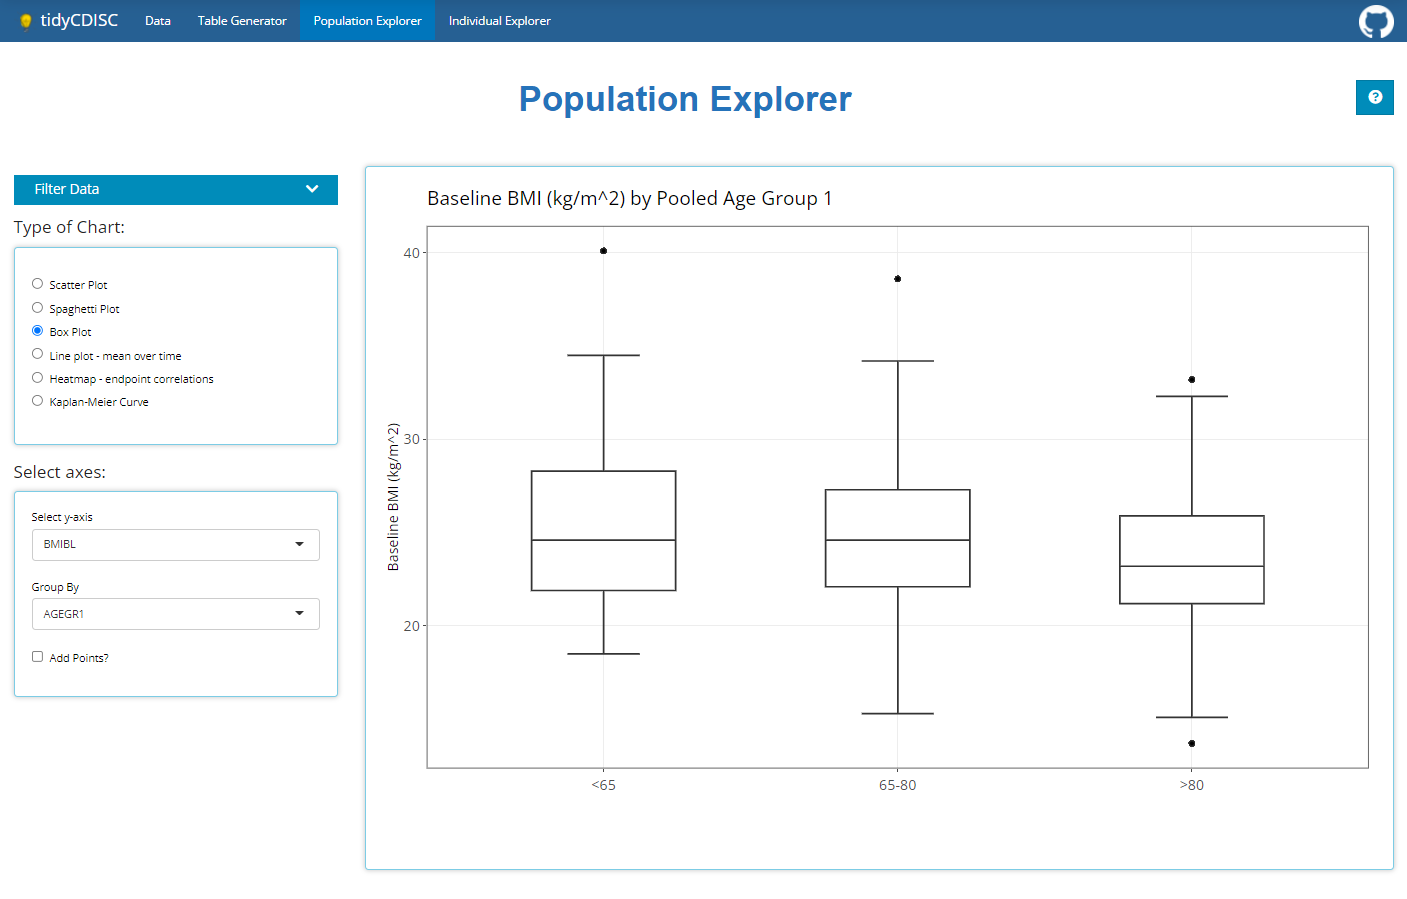 tidyCDISC Data Table Generator Population Explorer Individual Explorer
Population Explorer
?
Filter Data
Type of Chart:
Scatter Plot
Spaghetti Plot
Box Plot
Line plot - mean over time
Heatmap - endpoint correlations
Kaplan-Meier Curve
Select axes:
Select y-axis
BMIBL
Group By
AGEGR1
Add Points?
Baseline BMI (kg/m^2) by Pooled Age Group 1
Baseline BMI (kg/m^2)
40
30
20
<65 65-80 >80